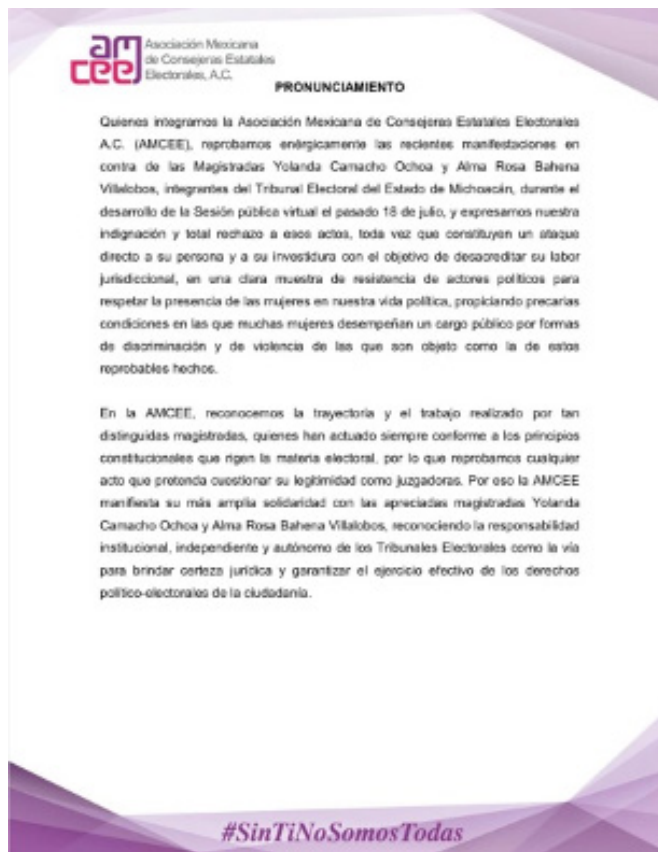 am
cee
Asociación Mexicana
de Consejeras Estatales
Electorales, A.C.
PRONUNCIAMIENTO
Quienes integramos la Asociación Mexicana de Consejeras Estatales Electorales
A.C. (AMCEE), reprobamos enérgicamente las recientes manifestaciones en
contra de las Magistradas Yolanda Camacho Ochoa y Alma Rosa Bahena
Villalobos, integrantes del Tribunal Electoral del Estado de Michoacán, durante el
desarrollo de la Sesión pública virtual el pasado 18 de julio, y expresamos nuestra
indignación y total rechazo a esos actos, toda vez que constituyen un ataque
directo a su persona y a su investidura con el objetivo de desacreditar su labor
jurisdiccional, en una clara muestra de resistencia de actores políticos para
respetar la presencia de las mujeres en nuestra vida política, propiciando precarias
condiciones en las que muchas mujeres desempeñan un cargo público por formas
de discriminación y de violencia de las que son objeto como la de estos
reprobables hechos.
En la AMCEE, reconocemos la trayectoria y el trabajo realizado por tan
distinguidas magistradas, quienes han actuado siempre conforme a los principios
constitucionales que rigen la materia electoral, por lo que reprobamos cualquier
acto que pretenda cuestionar su legitimidad como juzgadoras. Por eso la AMCEE
manifiesta su más amplia solidaridad con las apreciadas magistradas Yolanda
Camacho Ochoa y Alma Rosa Bahena Villalobos, reconociendo la responsabilidad
institucional, independiente y autónomo de los Tribunales Electorales como la vía
para brindar certeza jurídica y garantizar el ejercicio efectivo de los derechos
político-electorales de la ciudadanía.
#SinTiNoSomosTodas